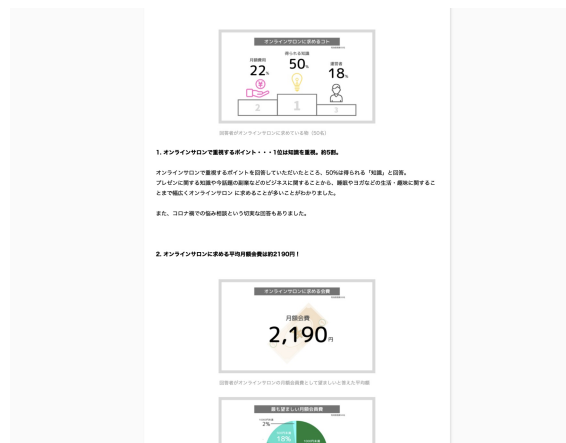 オンラインサロンに求めるコト
得られる知識
月額費用
50%
運営者
22%
18%
2
1
3
回答者がオンラインサロンに求めている物（50名）
1. オンラインサロンで重視するポイント・・・1位は知識を重視。約5割。
オンラインサロンで重視するポイントを回答していただいたところ、50%は得られる「知識」と回答。
プレゼンに関する知識や今話題の副業などのビジネスに関することから、睡眠やヨガなどの生活・趣味に関するこ
とまで幅広くオンラインサロン に求めることが多いことがわかりました。
また、コロナ禍での悩み相談という切実な回答もありました。
2. オンラインサロンに求める平均月額会費は約2190円！
オンラインサロンに求める会費
月額会費
2,190円
回答者がオンラインサロンの月額会員費として望ましいと答えた平均額
最も望ましい月額会員費
2%
18%